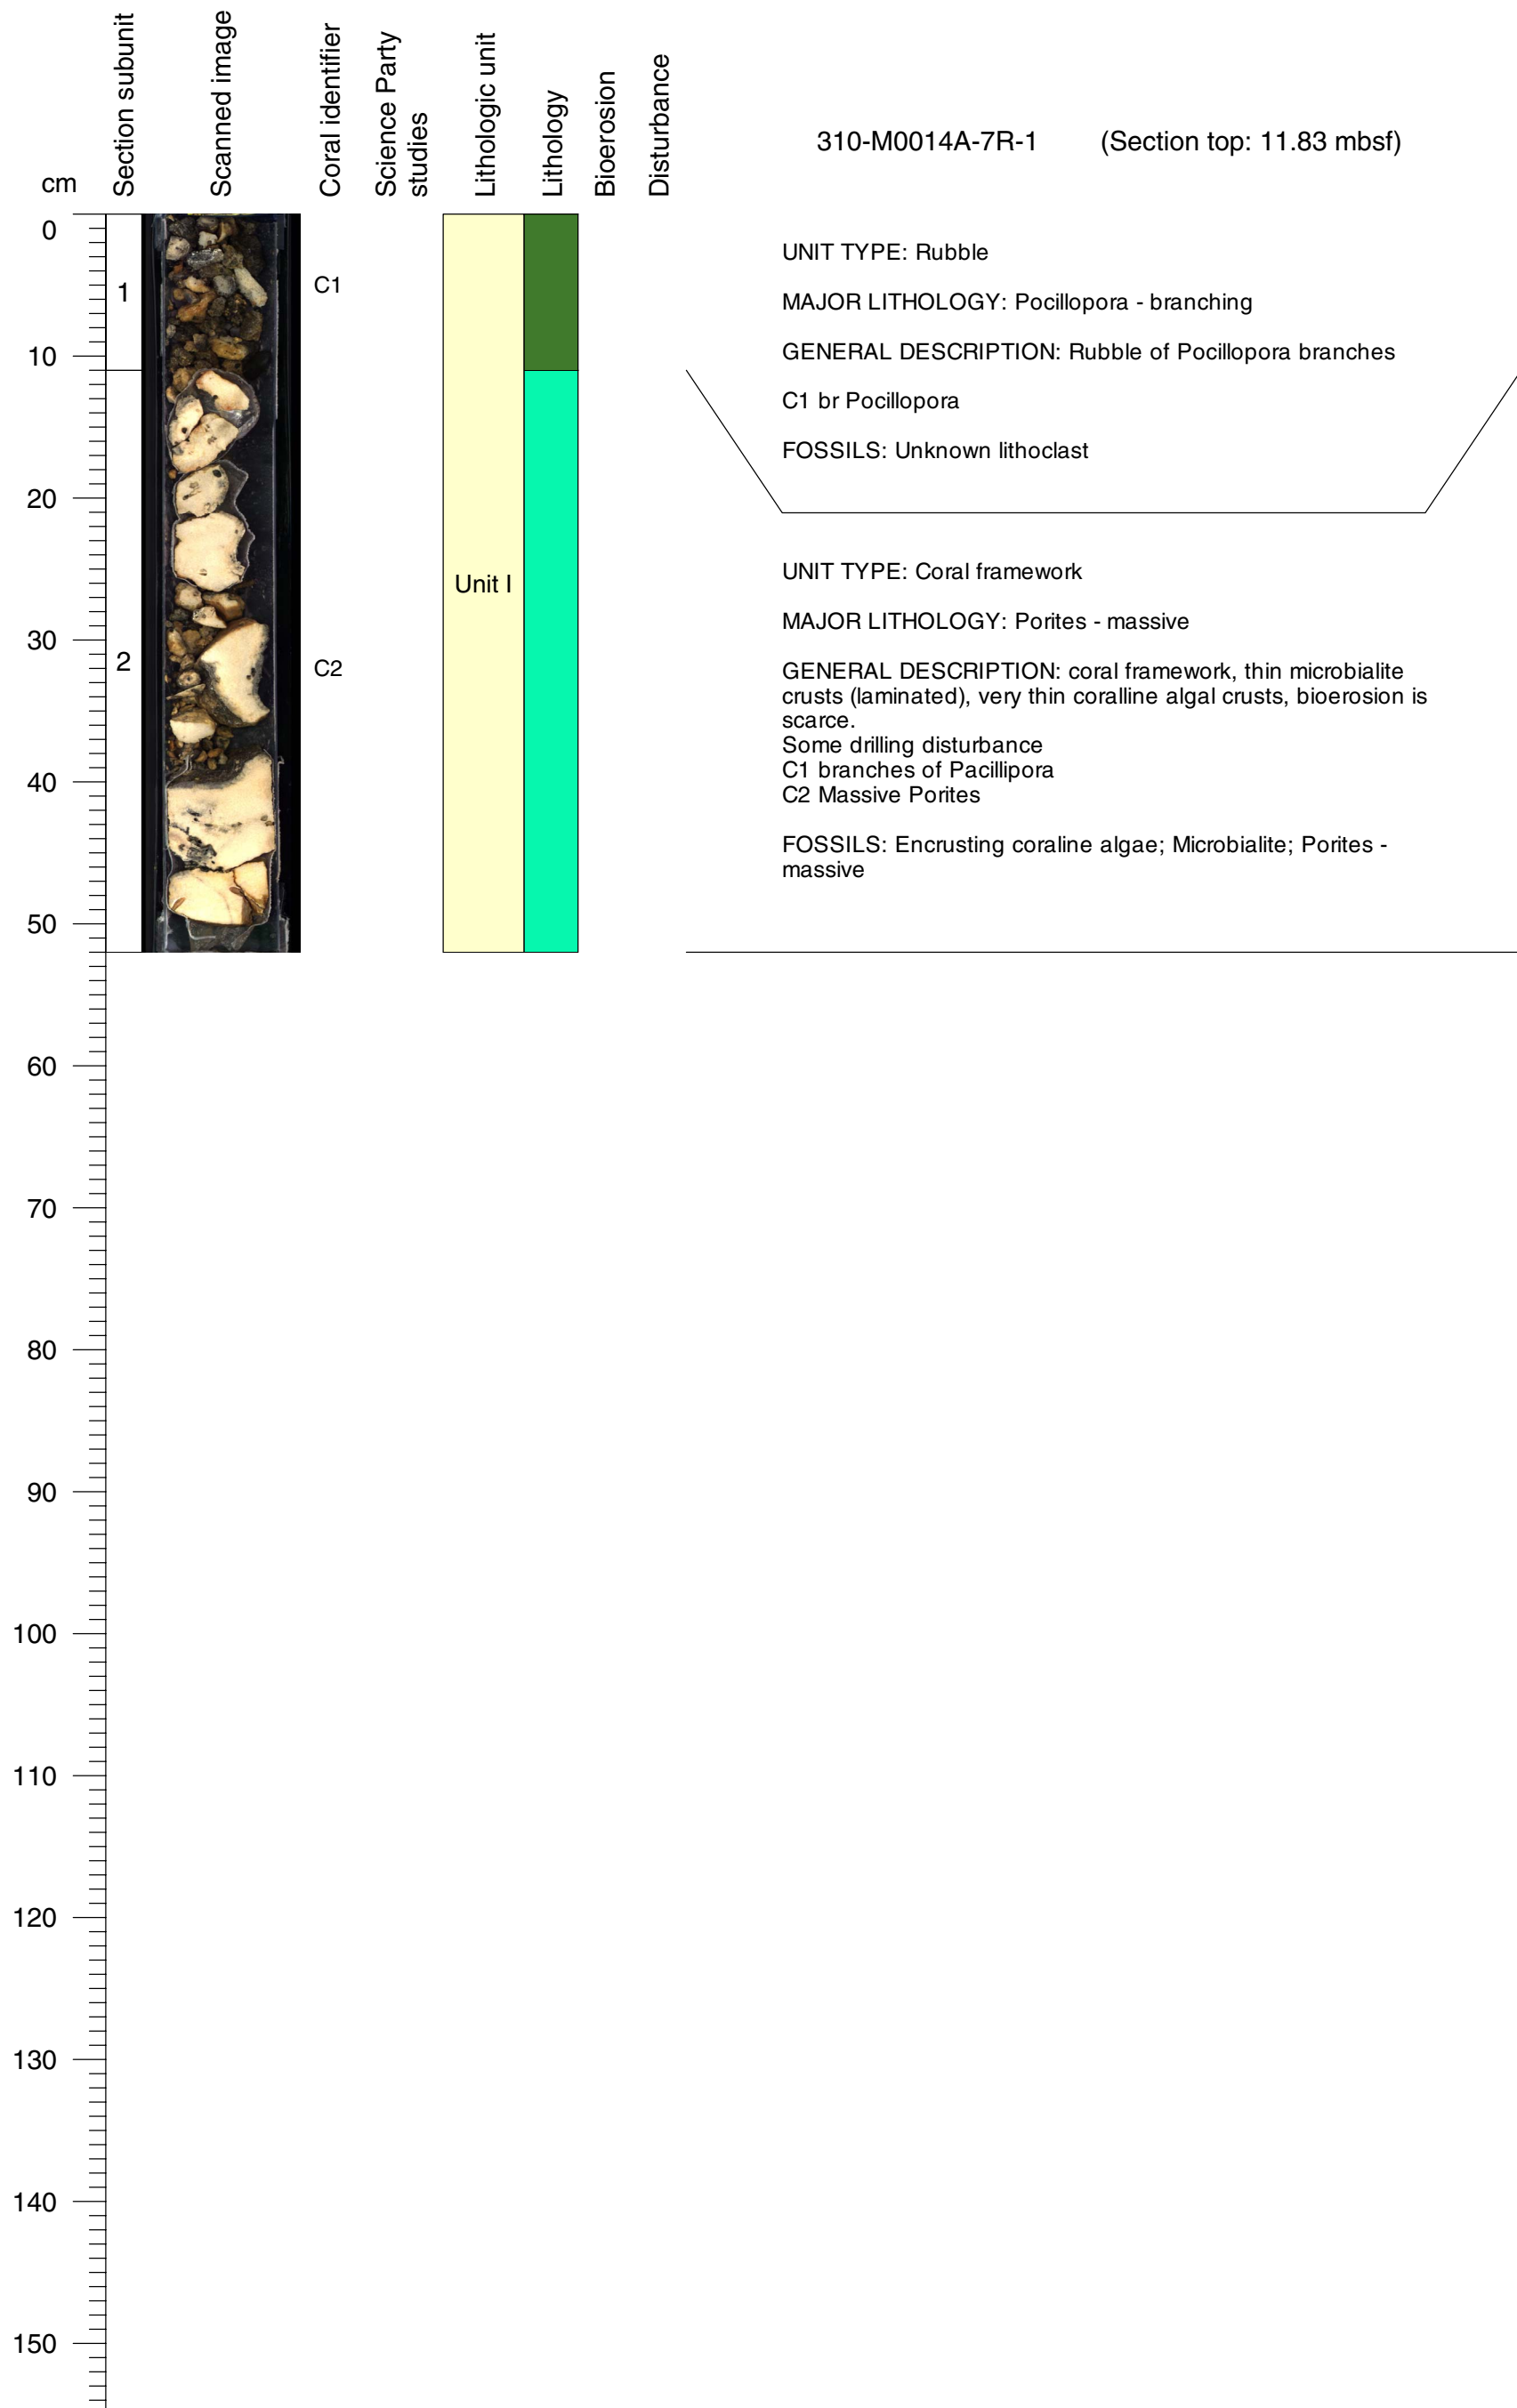 Section subunit
Scanned image
Coral identifier
Science Party
studies
Lithologic unit
Lithology
Bioerosion
Disturbance
310-M0014A-7R-1 (Section top: 11.83 mbsf)
cm
0
10
20
30
40
50
60
70
80
90
100
110
120
130
140
150
1
2
C1
C2
Unit I
UNIT TYPE: Rubble
MAJOR LITHOLOGY: Pocillopora - branching
GENERAL DESCRIPTION: Rubble of Pocillopora branches
C1 br Pocillopora
FOSSILS: Unknown lithoclast
UNIT TYPE: Coral framework
MAJOR LITHOLOGY: Porites - massive
GENERAL DESCRIPTION: coral framework, thin microbialite
crusts (laminated), very thin coralline algal crusts, bioerosion is
scarce.
Some drilling disturbance
C1 branches of Pacillipora
C2 Massive Porites
FOSSILS: Encrusting coraline algae; Microbialite; Porites -
massive